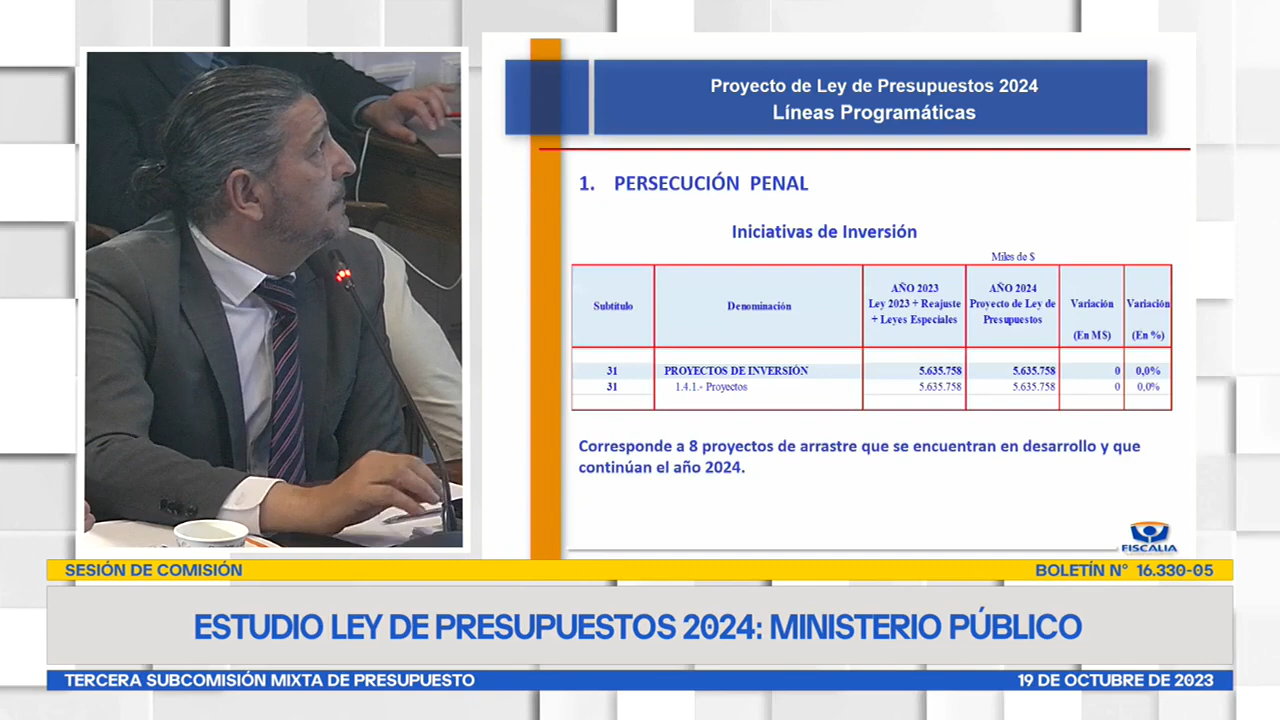 Proyecto de Ley de Presupuestos 2024
Líneas Programáticas
1. PERSECUCIÓN PENAL
Iniciativas de Inversión
Miles de $
Subtítulo
Denominación
AÑO 2023
Ley 2023 + Reajuste
+ Leyes Especiales
AÑO 2024
Proyecto de Ley de
Presupuestos
Variación
(En M$)
Variación
(En %)
31 PROYECTOS DE INVERSIÓN 5.635.758 5.635.758 0 0,0%
31 1.4.1.- Proyectos 5.635.758 5.635.758 0 0,0%
Corresponde a 8 proyectos de arrastre que se encuentran en desarrollo y que
continúan el año 2024.
FISCALIA
SESIÓN DE COMISIÓN
BOLETÍN N° 16.330-05
ESTUDIO LEY DE PRESUPUESTOS 2024: MINISTERIO PÚBLICO
TERCERA SUBCOMISIÓN MIXTA DE PRESUPUESTO
19 DE OCTUBRE DE 2023